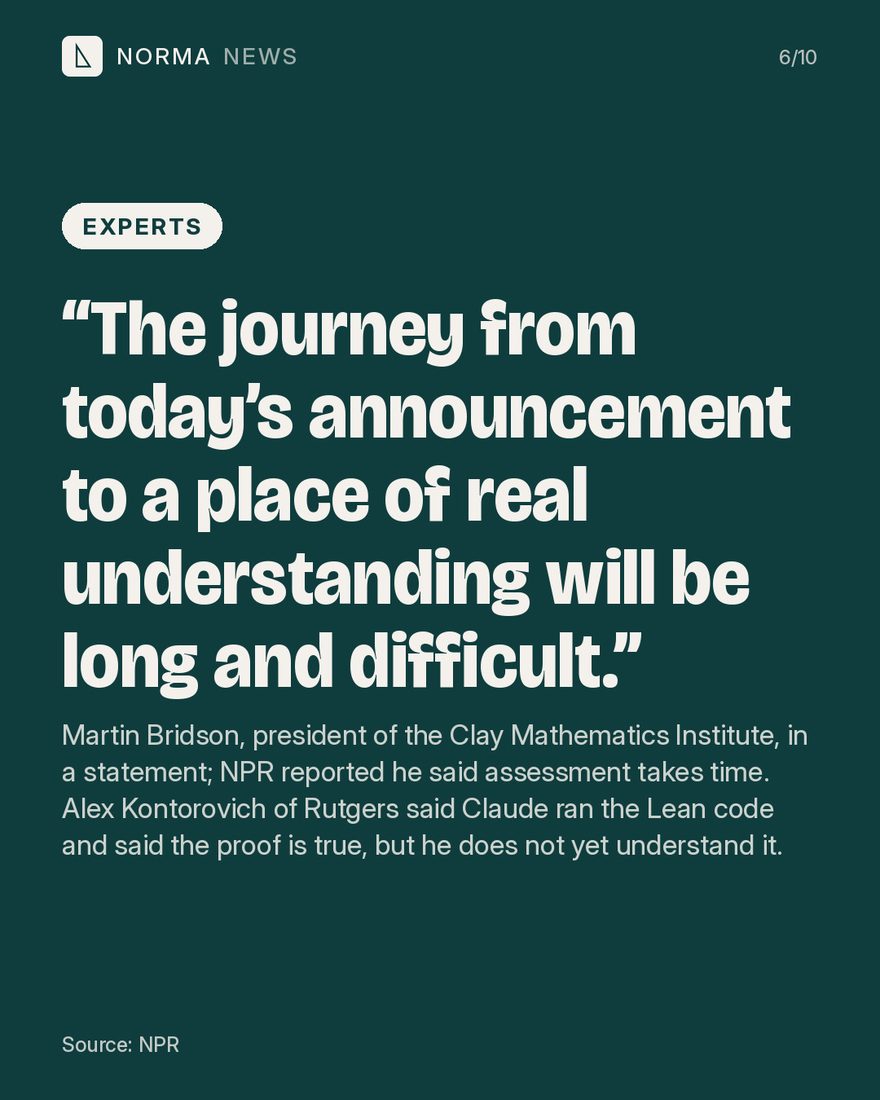 NORMA NEWS
6/10
EXPERTS
“The journey from
today’s announcement
to a place of real
understanding will be
long and difficult.”
Martin Bridson, president of the Clay Mathematics Institute, in
a statement; NPR reported he said assessment takes time.
Alex Kontorovich of Rutgers said Claude ran the Lean code
and said the proof is true, but he does not yet understand it.
Source: NPR